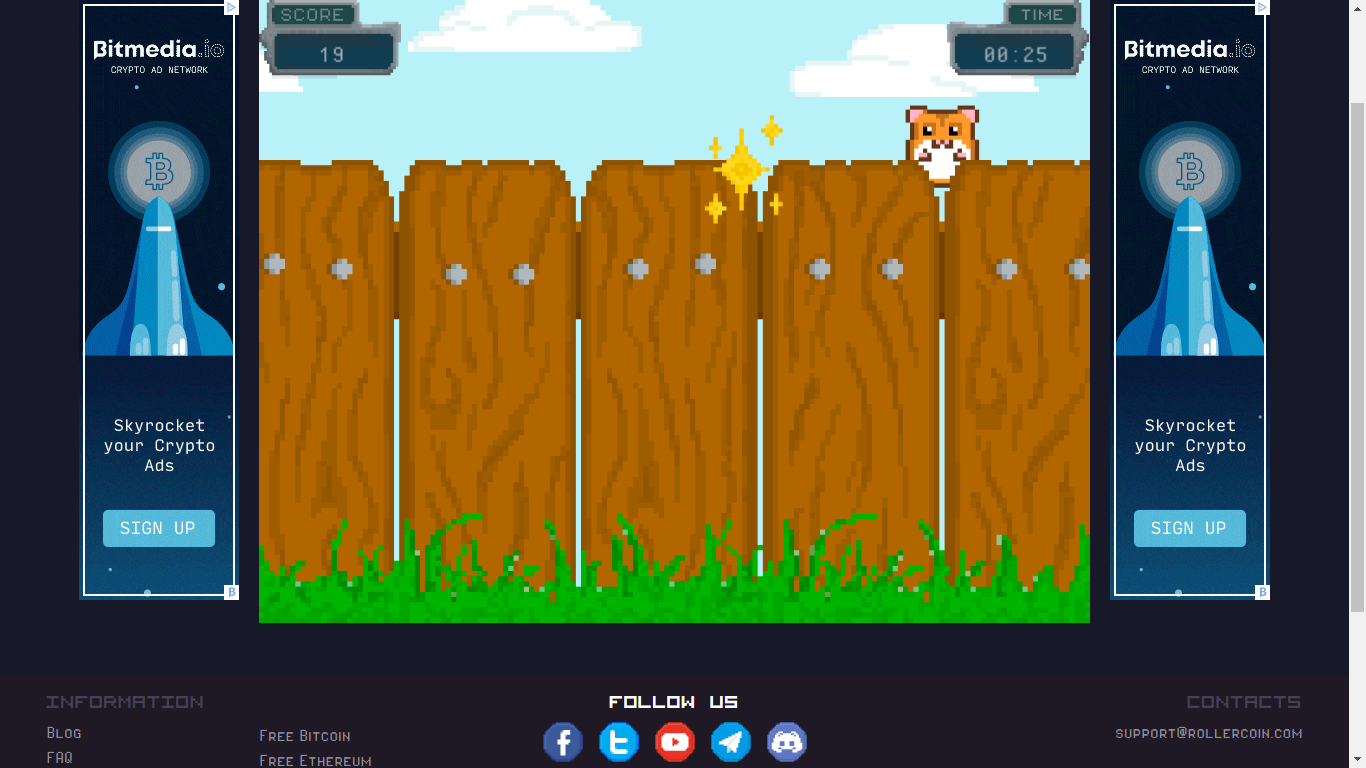 Bitmedia.io
CRYPTO AD NETWORK
Skyrocket
your Crypto
Ads
SIGN UP
B
SCORE
19
TIME
00:25
Bitmedia.io
CRYPTO AD NETWORK
Skyrocket
your Crypto
Ads
SIGN UP
B
INFORMATION
Blog
FAQ
Free Bitcoin
Free Ethereum
FOLLOW US
CONTACTS
support@rollercoin.com